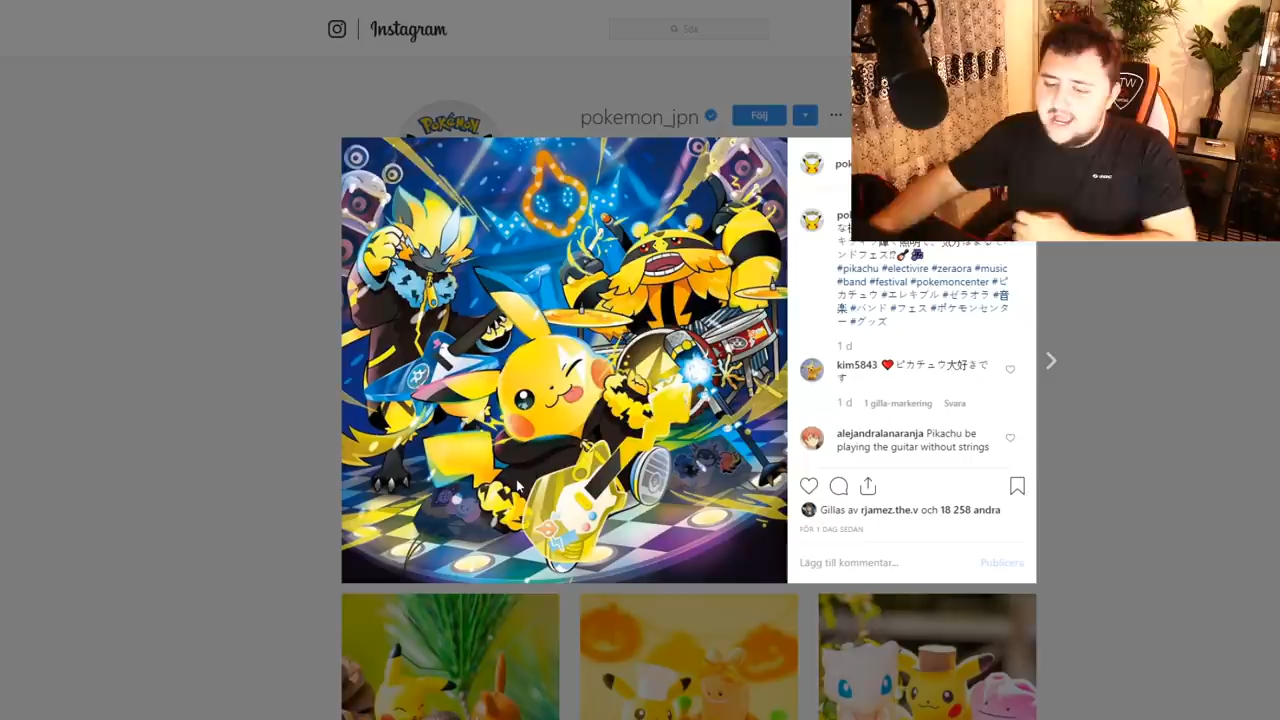 Instagram
Sök
pokemon_jpn
Följ
POKÉMON
TW
#pikachu #electivire #zeraora #music
#band #festival #pokemoncenter #ピ
カチュウ #エレキブル #ゼラオラ #音
楽 #バンド #フェス #ポケモンセンタ
ー #グッズ
1 d
kim5843 ❤️ピカチュウ大好きで
す
1 d 1 gilla-markering Svara
alejandralanaranja Pikachu be
playing the guitar without strings
Gillas av rjamez.the.v och 18 258 andra
FÖR 1 DAG SEDAN
Lägg till kommentar...
Publicera